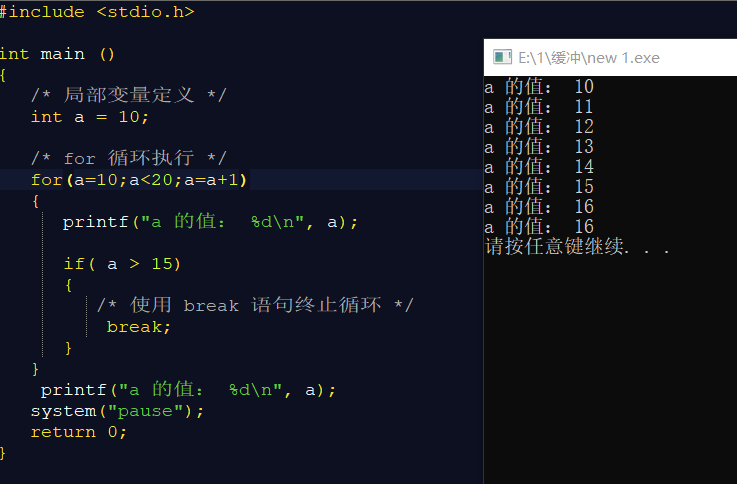 #include <stdio.h>
int main ()
{
/* 局部变量定义 */
int a = 10;
/* for 循环执行 */
for(a=10;a<20;a=a+1)
{
printf("a 的值： %d\n", a);
if( a > 15)
{
/* 使用 break 语句终止循环 */
break;
}
}
printf("a 的值： %d\n", a);
system("pause");
return 0;
}
E:\1\缓冲\new 1.exe
a 的值： 10
a 的值： 11
a 的值： 12
a 的值： 13
a 的值： 14
a 的值： 15
a 的值： 16
a 的值： 16
请按任意键继续. . .